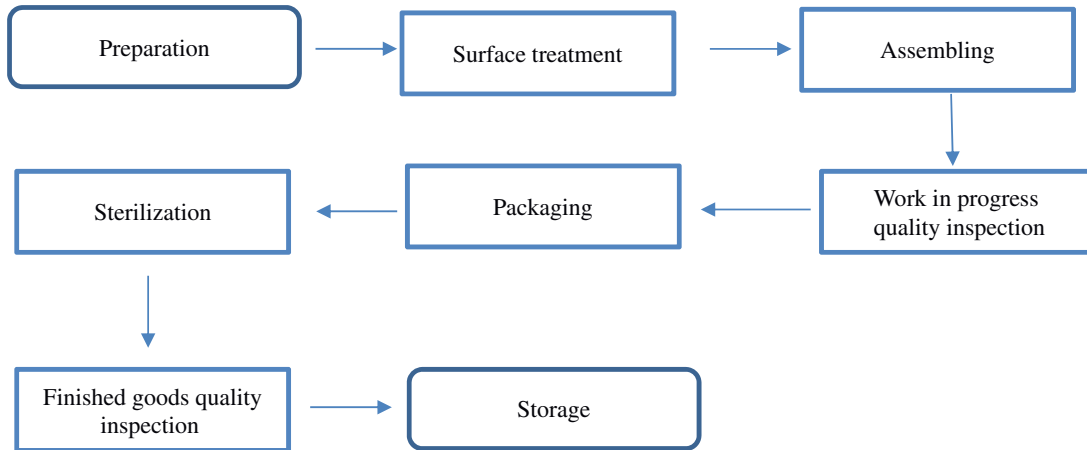 Preparation
Surface treatment
Assembling
Work in progress
quality inspection
Packaging
Sterilization
Finished goods quality
inspection
Storage